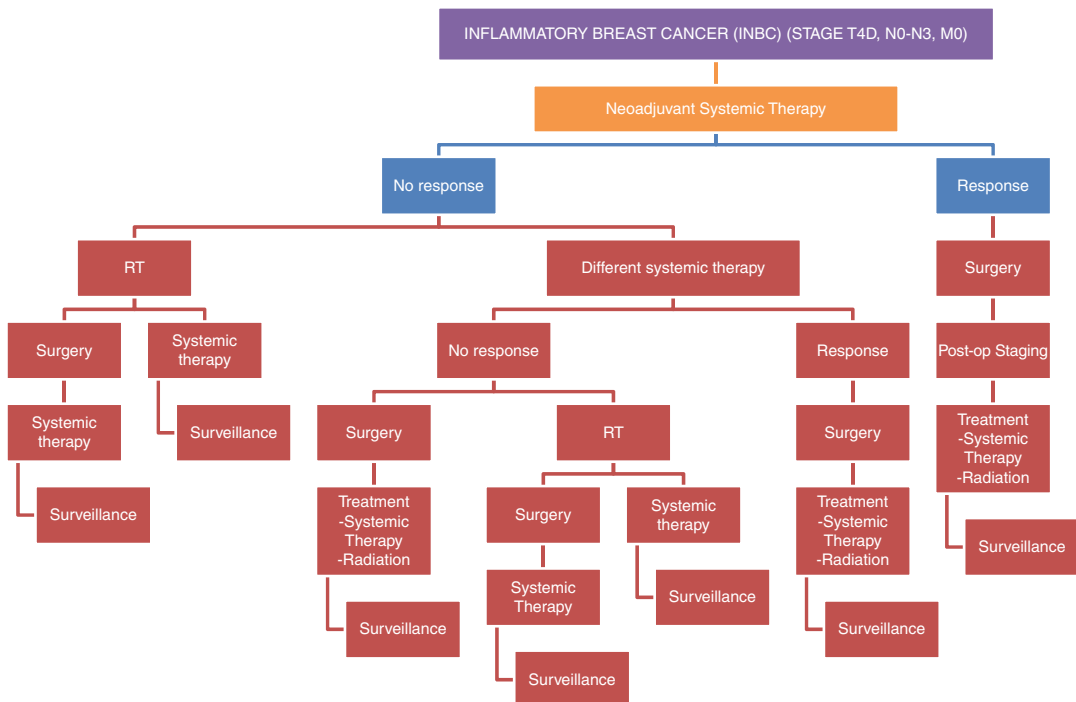 INFLAMMATORY BREAST CANCER (INBC) (STAGE T4D, N0-N3, M0)
Neoadjuvant Systemic Therapy
No response
Response
RT
Different systemic therapy
Surgery
Surgery
Systemic
therapy
No response
Response
Post-op Staging
Systemic
therapy
Surveillance
Surgery
RT
Surgery
Treatment
-Systemic
Therapy
-Radiation
Surveillance
Treatment
-Systemic
Therapy
-Radiation
Surgery
Systemic
therapy
Treatment
-Systemic
Therapy
-Radiation
Surveillance
Systemic
Therapy
Surveillance
Surveillance
Surveillance
Surveillance